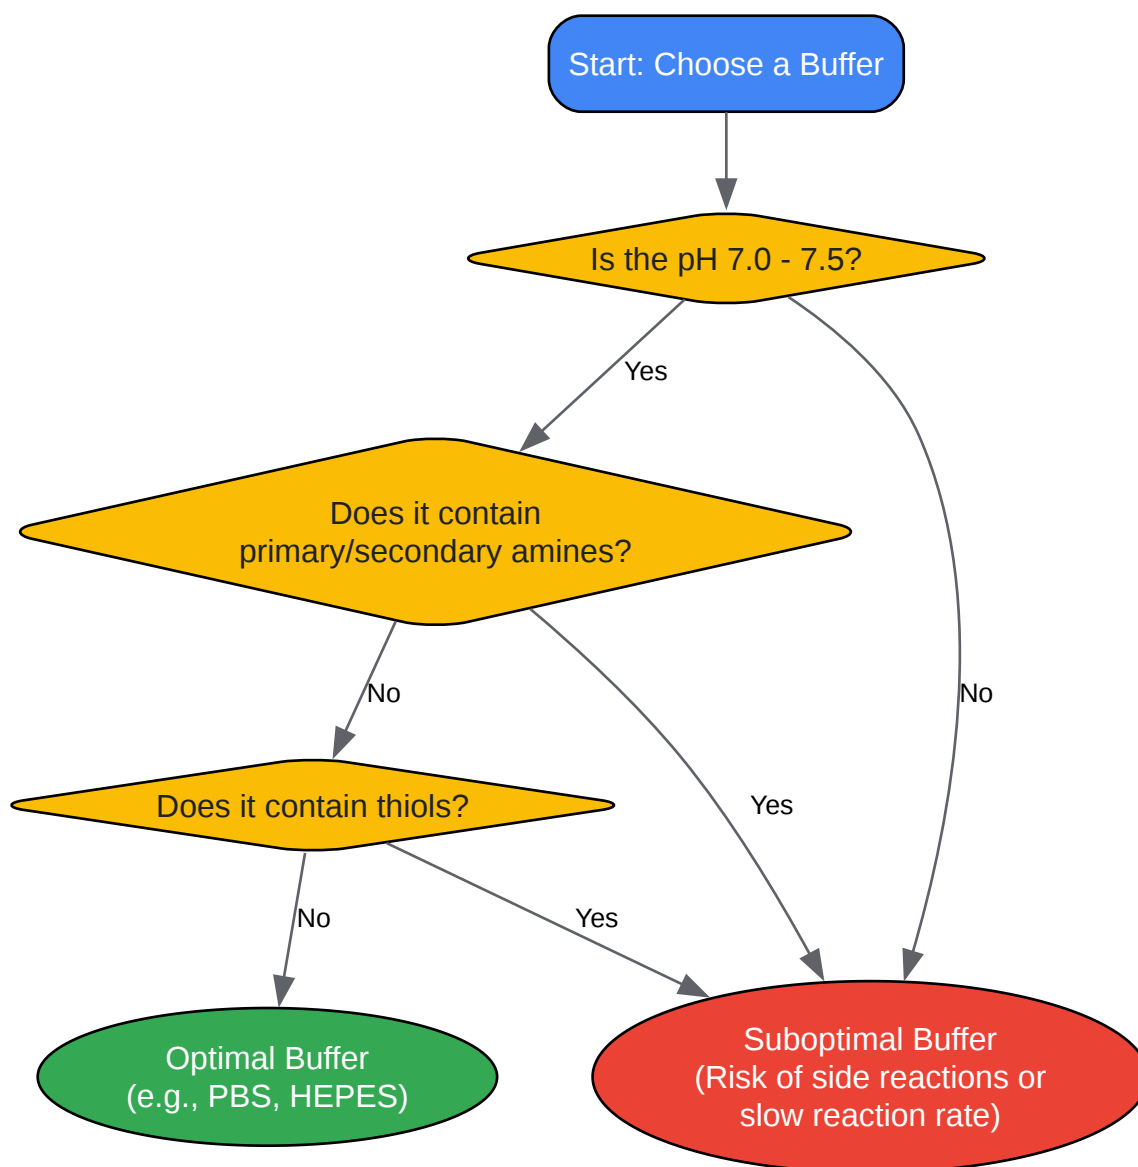 Start: Choose a Buffer
Is the pH 7.0 - 7.5?
Yes
Does it contain
primary/secondary amines?
No
No
Does it contain thiols?
Yes
No
Yes
Optimal Buffer
(e.g., PBS, HEPES)
Suboptimal Buffer
(Risk of side reactions or
slow reaction rate)